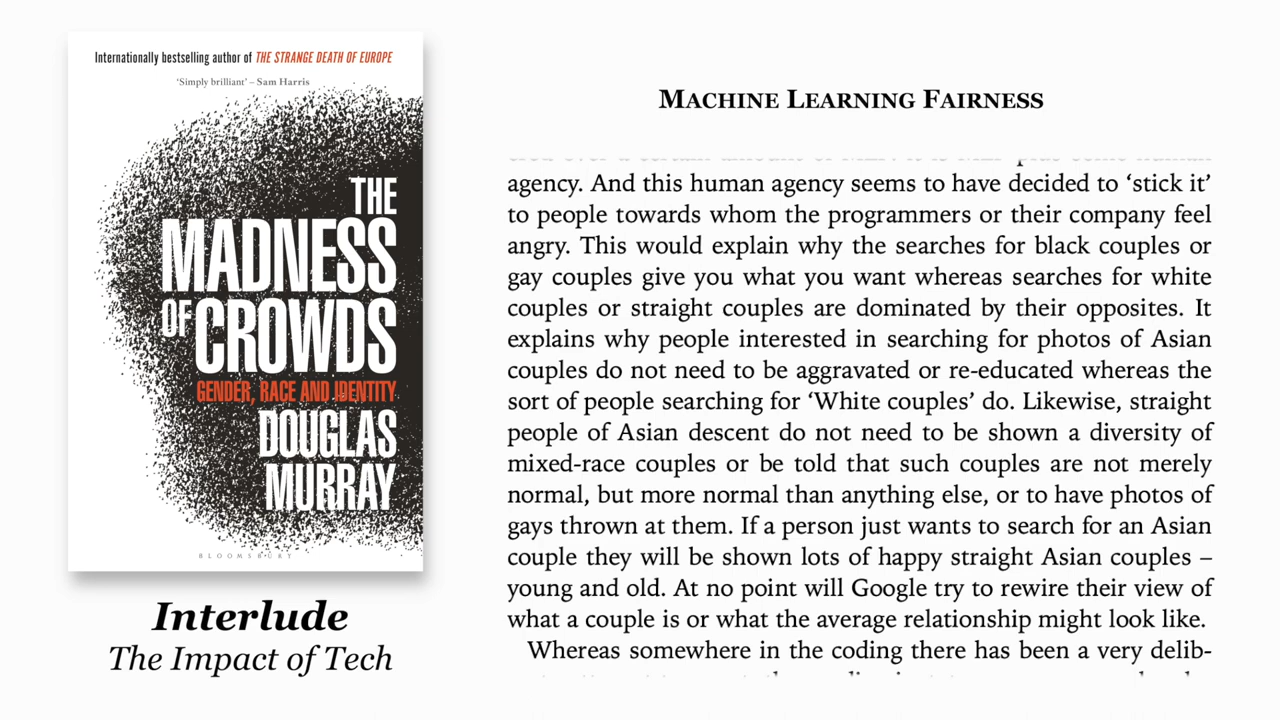 Internationally bestselling author of THE STRANGE DEATH OF EUROPE
‘Simply brilliant’ – Sam Harris
THE
MADNESS
OF CROWDS
GENDER, RACE AND IDENTITY
DOUGLAS
MURRAY
BLOOMSBURY
Interlude
The Impact of Tech
MACHINE LEARNING FAIRNESS
agency. And this human agency seems to have decided to ‘stick it’
to people towards whom the programmers or their company feel
angry. This would explain why the searches for black couples or
gay couples give you what you want whereas searches for white
couples or straight couples are dominated by their opposites. It
explains why people interested in searching for photos of Asian
couples do not need to be aggravated or re-educated whereas the
sort of people searching for ‘White couples’ do. Likewise, straight
people of Asian descent do not need to be shown a diversity of
mixed-race couples or be told that such couples are not merely
normal, but more normal than anything else, or to have photos of
gays thrown at them. If a person just wants to search for an Asian
couple they will be shown lots of happy straight Asian couples –
young and old. At no point will Google try to rewire their view of
what a couple is or what the average relationship might look like.
Whereas somewhere in the coding there has been a very delib-